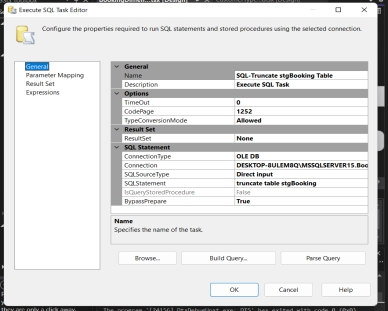 Execute SQL Task Editor
Configure the properties required to run SQL statements and stored procedures using the selected connection.
General
Parameter Mapping
Result Set
Expressions
General
Name SQL-Truncate stgBooking Table
Description Execute SQL Task
Options
TimeOut 0
CodePage 1252
TypeConversionMode Allowed
Result Set
ResultSet None
SQL Statement
ConnectionType OLE DB
Connection DESKTOP-8ULEM8Q\MSSQLSERVER15.Boo
SQLSourceType Direct input
SQLStatement truncate table stgBooking
IsQueryStoredProcedure False
BypassPrepare True
Name
Specifies the name of the task.
Browse... Build Query... Parse Query
OK Cancel Help
they are only a click away. The program '[24156] DtsDebugHost.exe: DTS' has exited with code 0 (0x0).